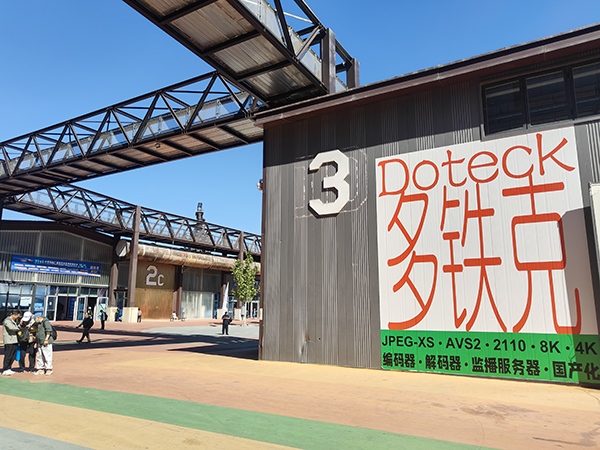 3
2c
Doteck
多铁克
JPEG-XS·AVS2·2110·8K·4K
编码器·解码器·监播服务器·国产化